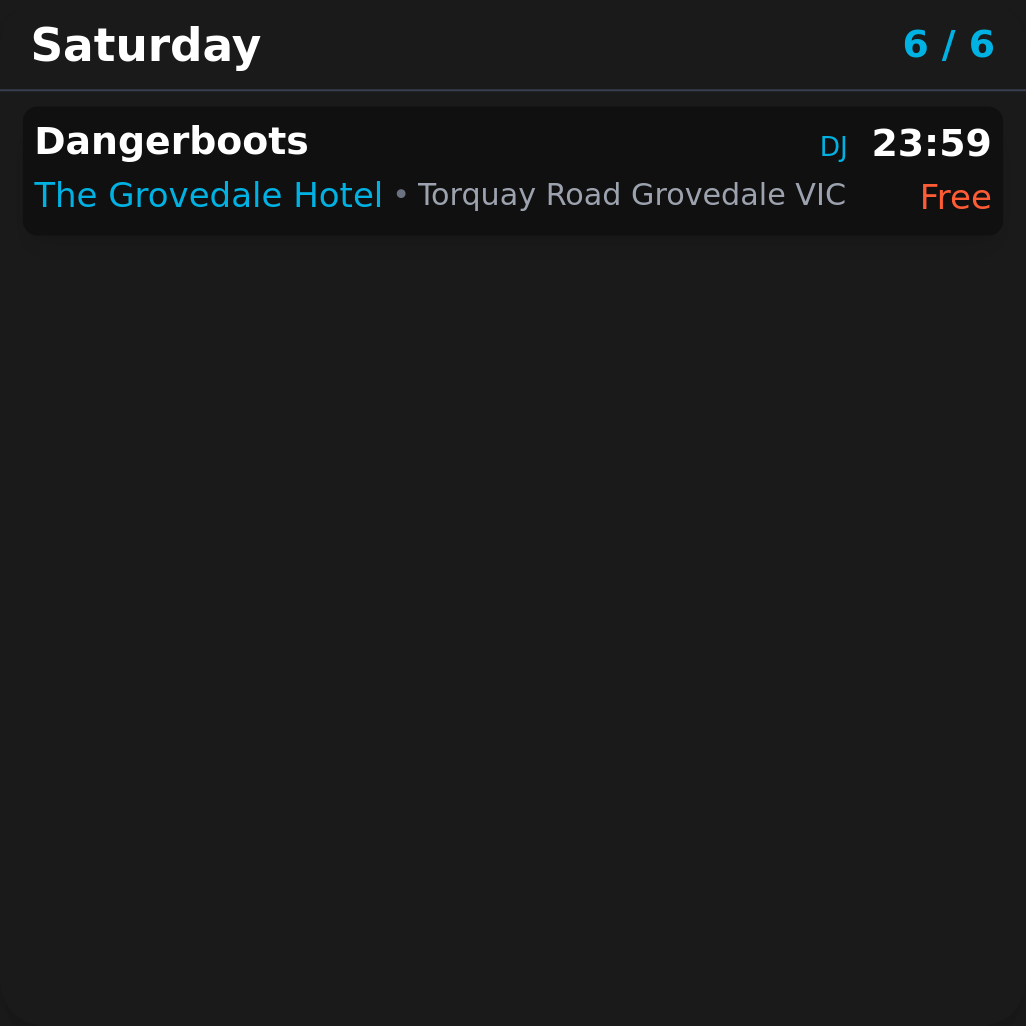 Saturday 6 / 6
Dangerboots DJ 23:59
The Grovedale Hotel • Torquay Road Grovedale VIC Free